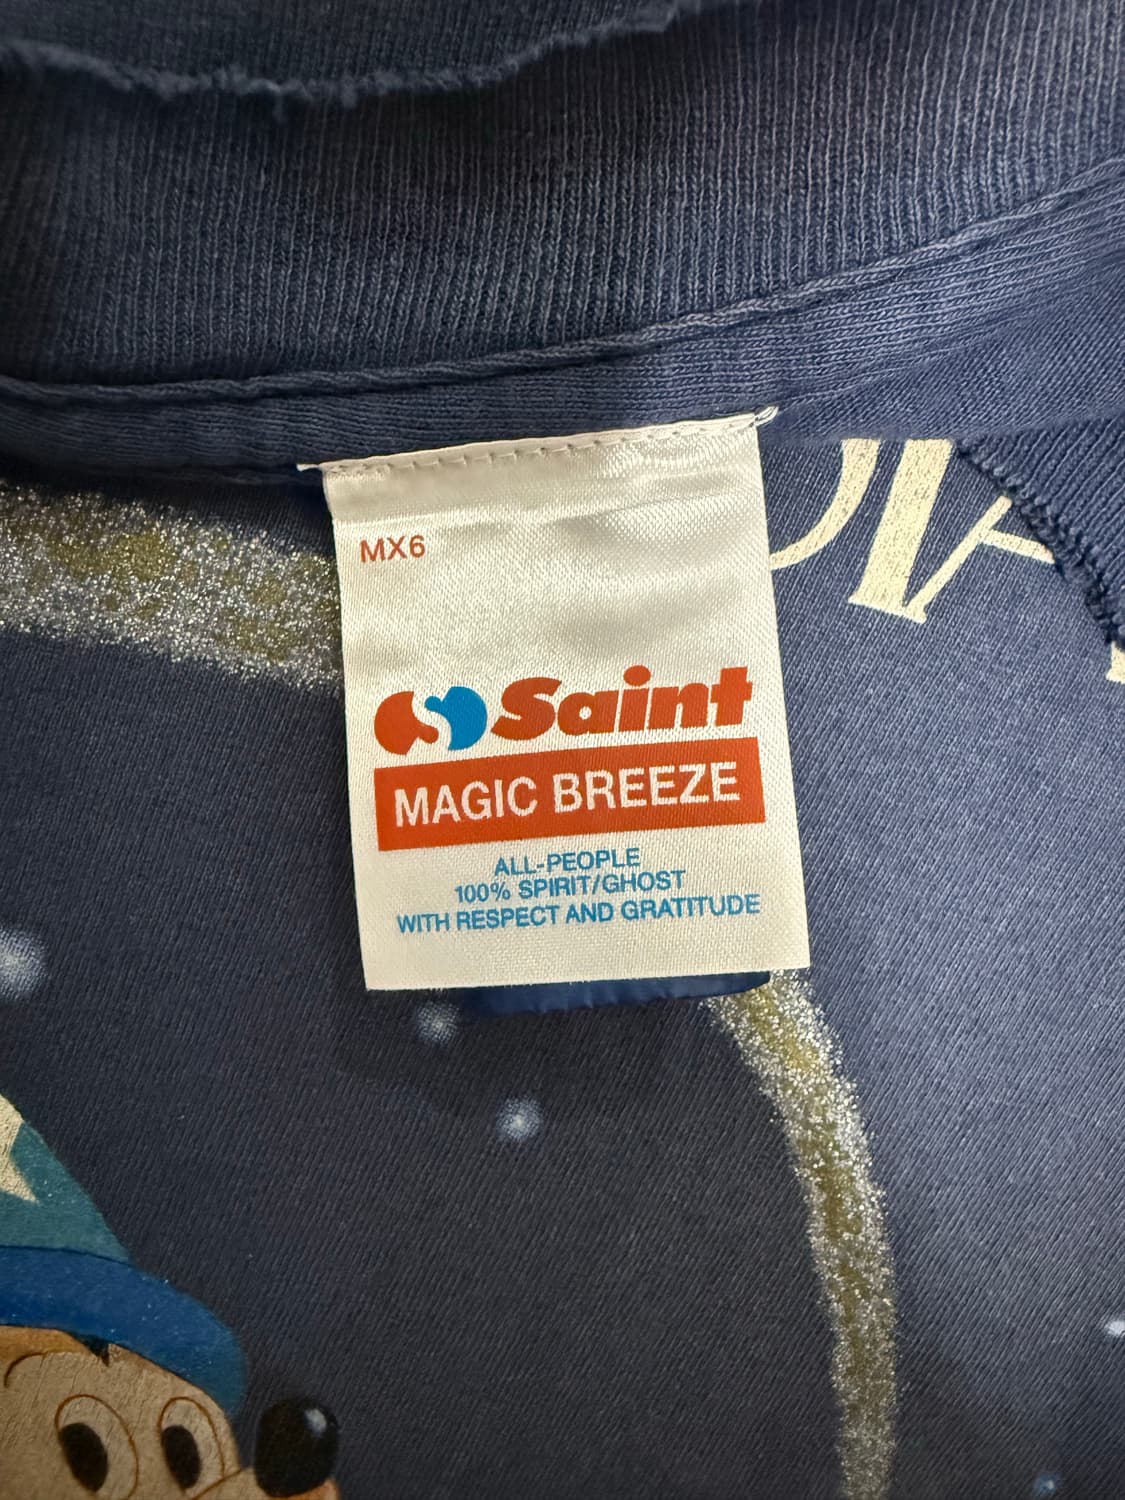 MX6
Saint
MAGIC BREEZE
ALL-PEOPLE
100% SPIRIT/GHOST
WITH RESPECT AND GRATITUDE